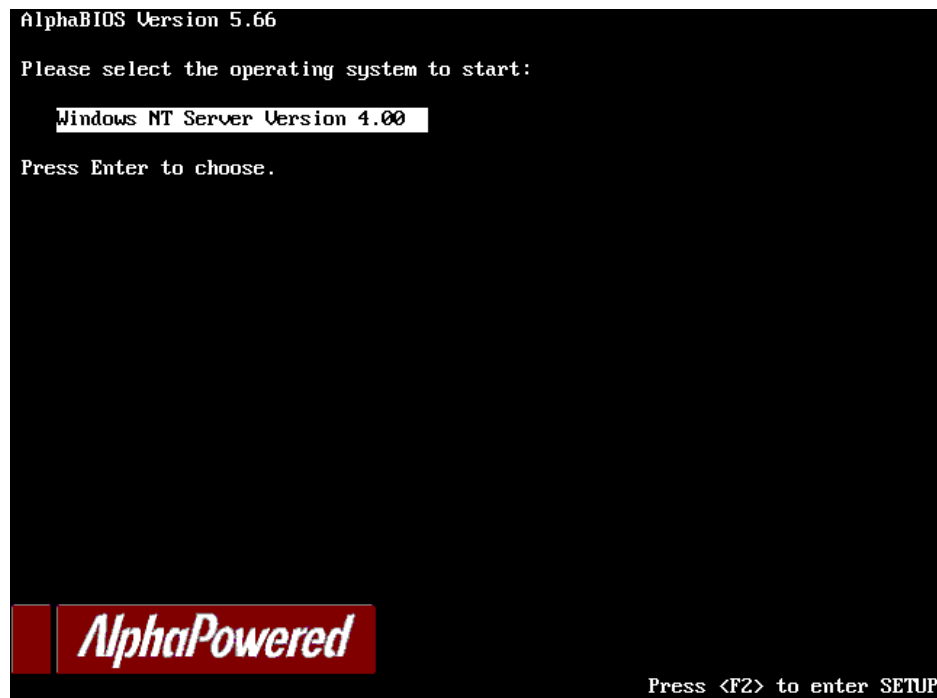 AlphaBIOS Version 5.66
Please select the operating system to start:
Windows NT Server Version 4.00
Press Enter to choose.
AlphaPowered
Press <F2> to enter SETUP